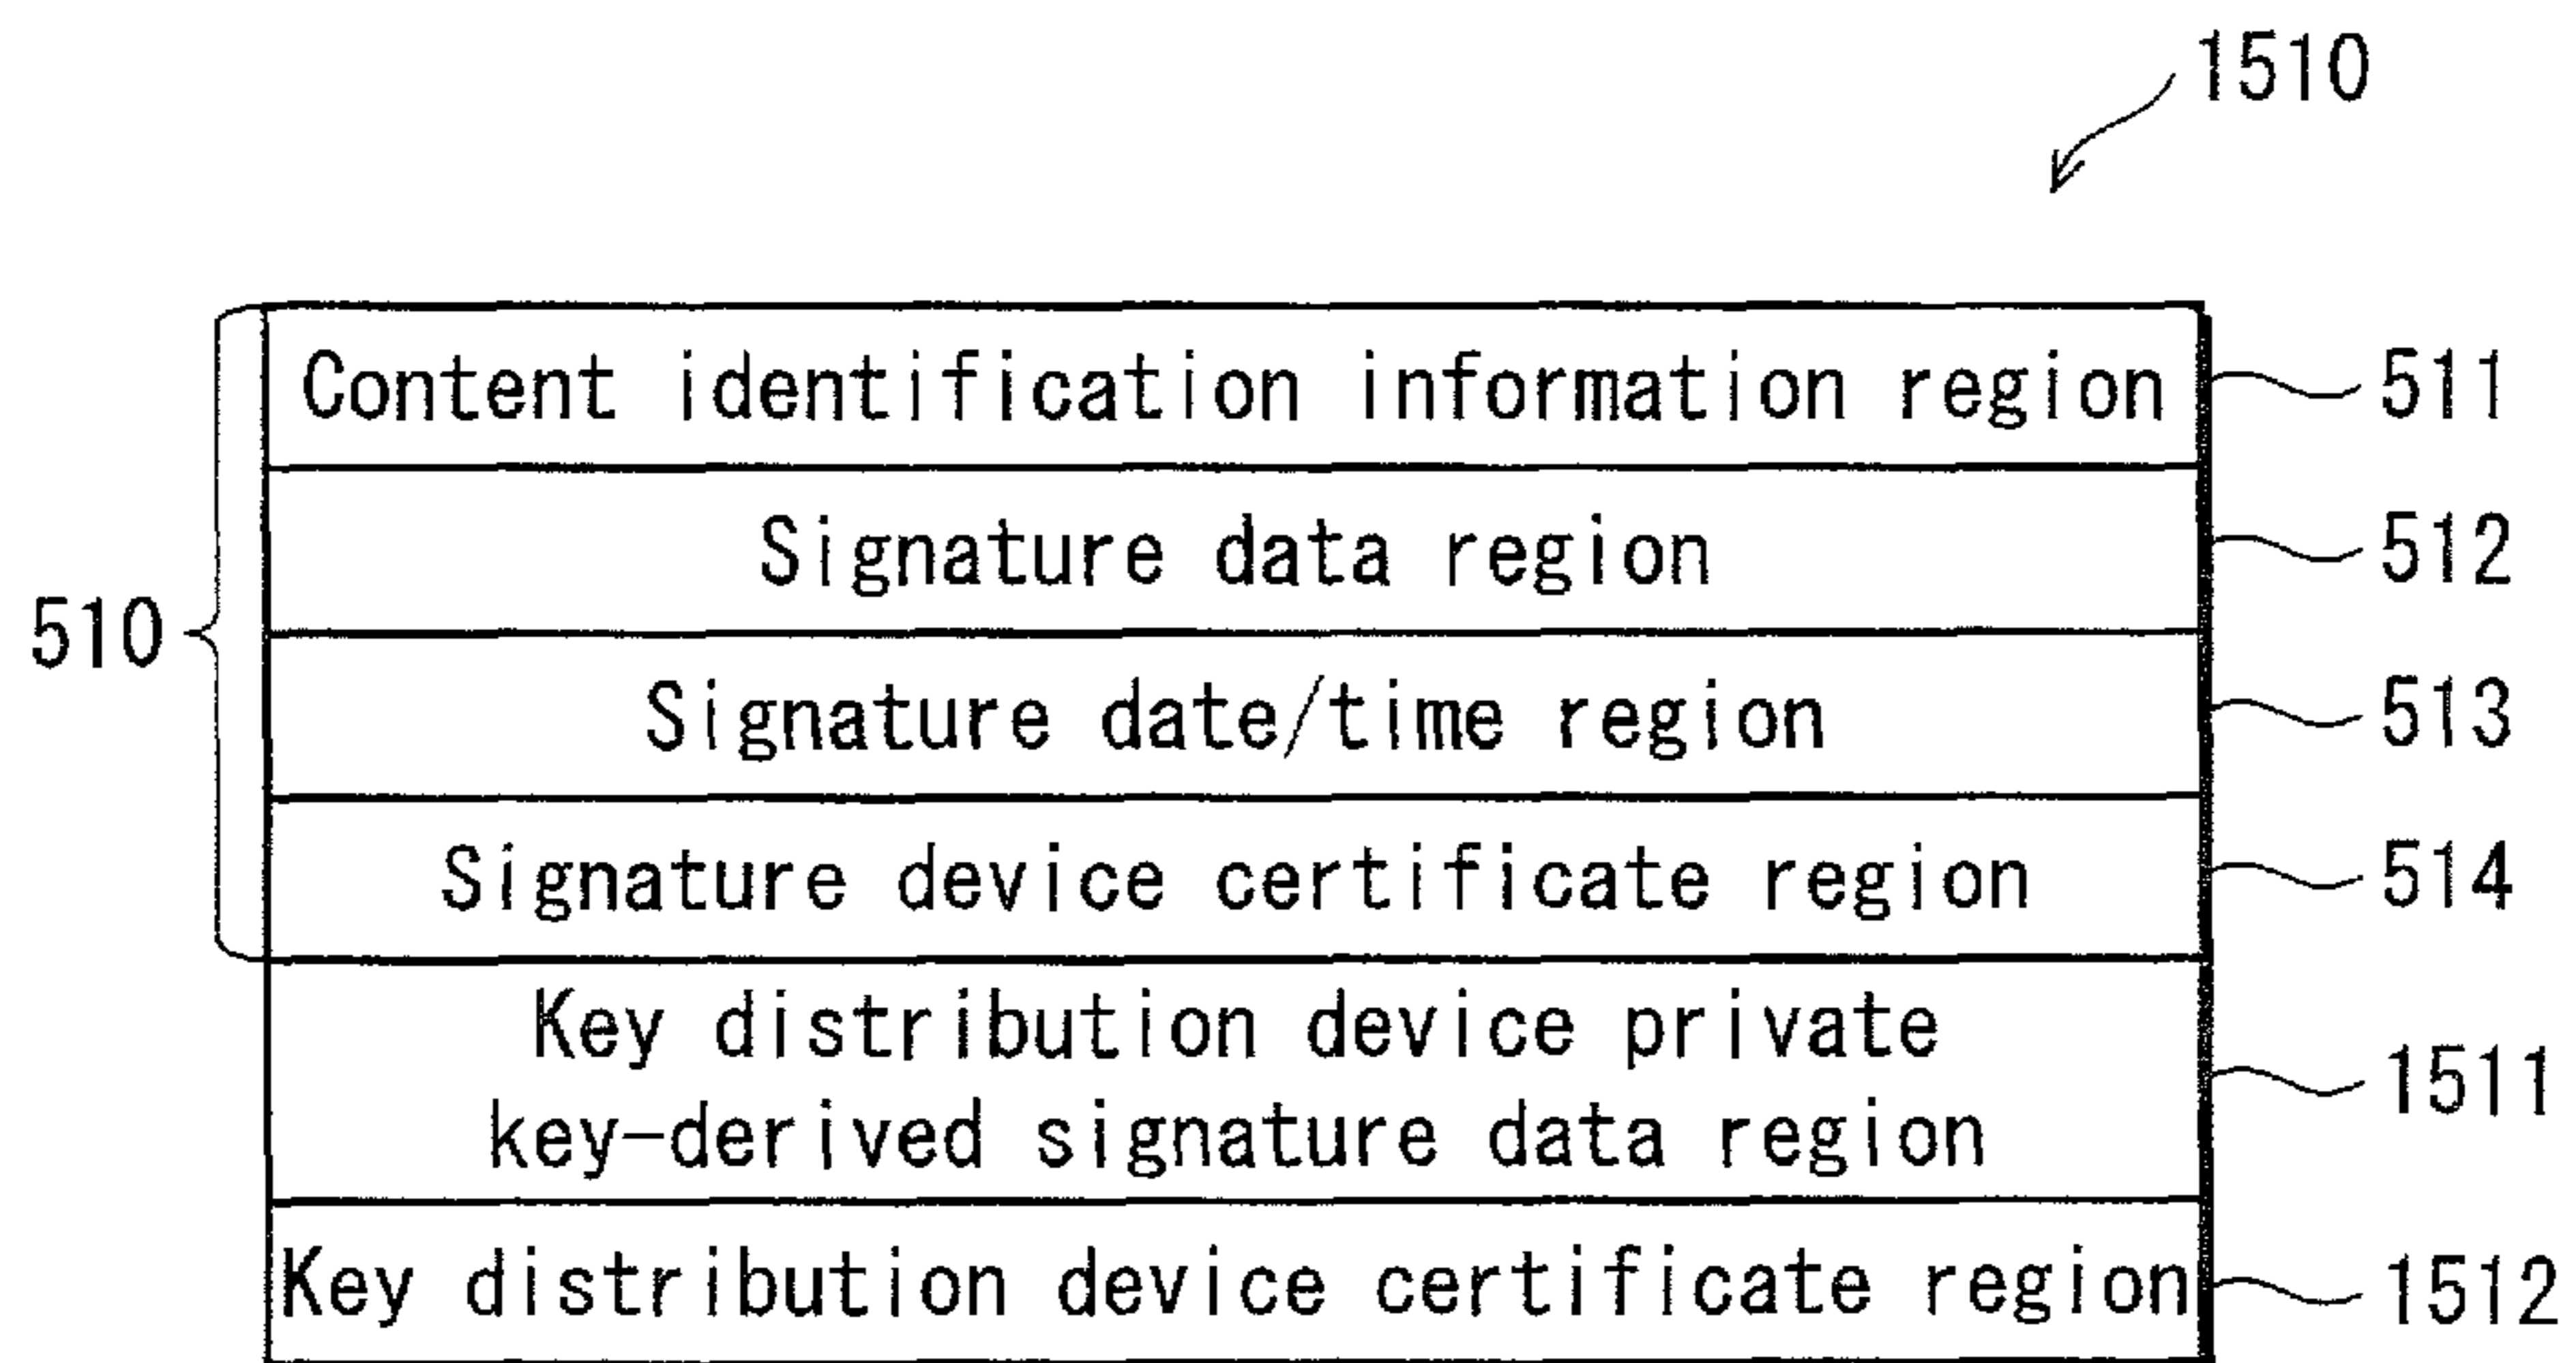 1510
Content identification information region 511
Signature data region 512
510
Signature date/time region 513
Signature device certificate region 514
Key distribution device private
key-derived signature data region 1511
Key distribution device certificate region 1512